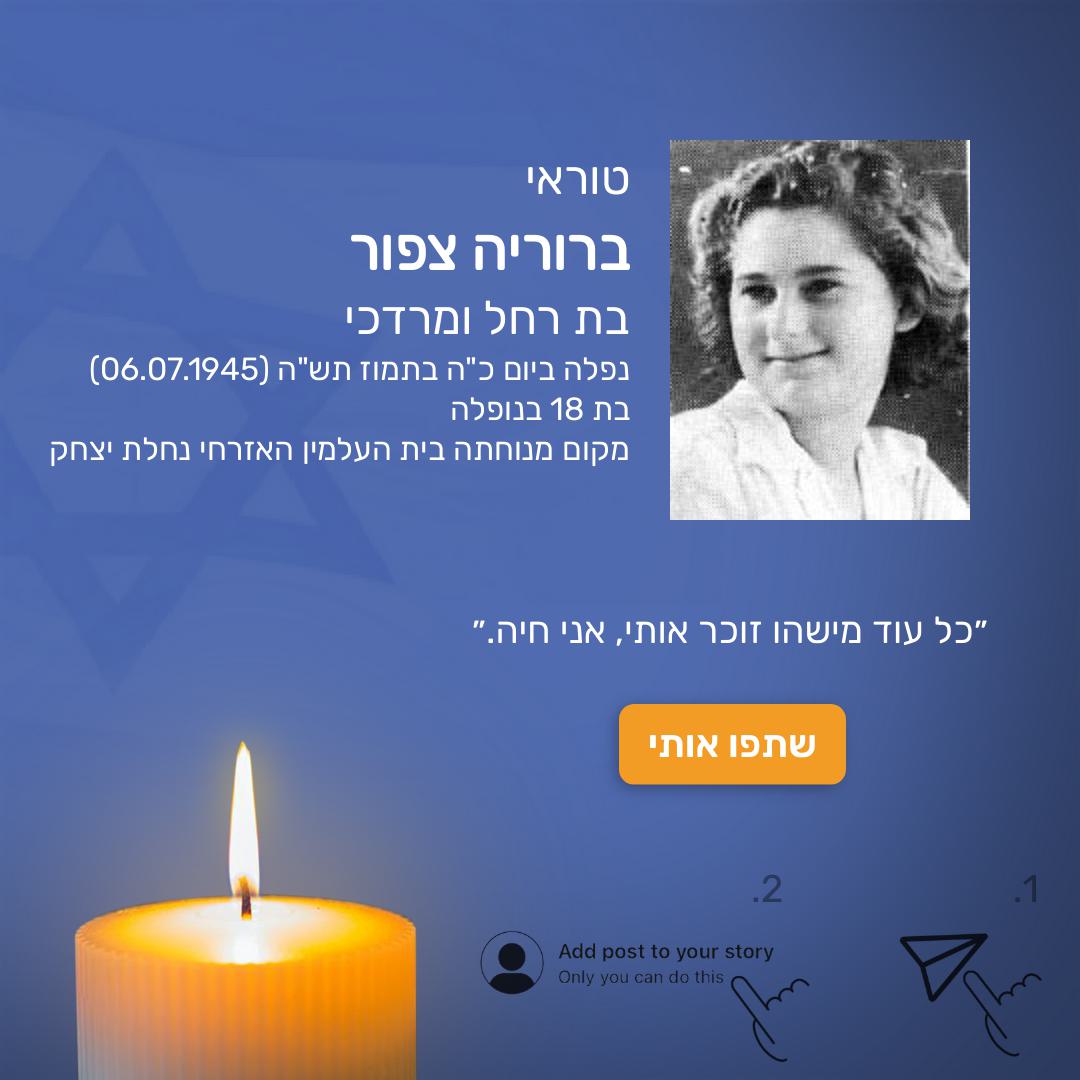 טוראי
ברוריה צפור
בת רחל ומרדכי
נפלה ביום כ"ה בתמוז תש"ה (06.07.1945)
בת 18 בנופלה
מקום מנוחתה בית העלמין האזרחי נחלת יצחק
״כל עוד מישהו זוכר אותי, אני חיה.״
שתפו אותי
.1
.2
Add post to your story
Only you can do this